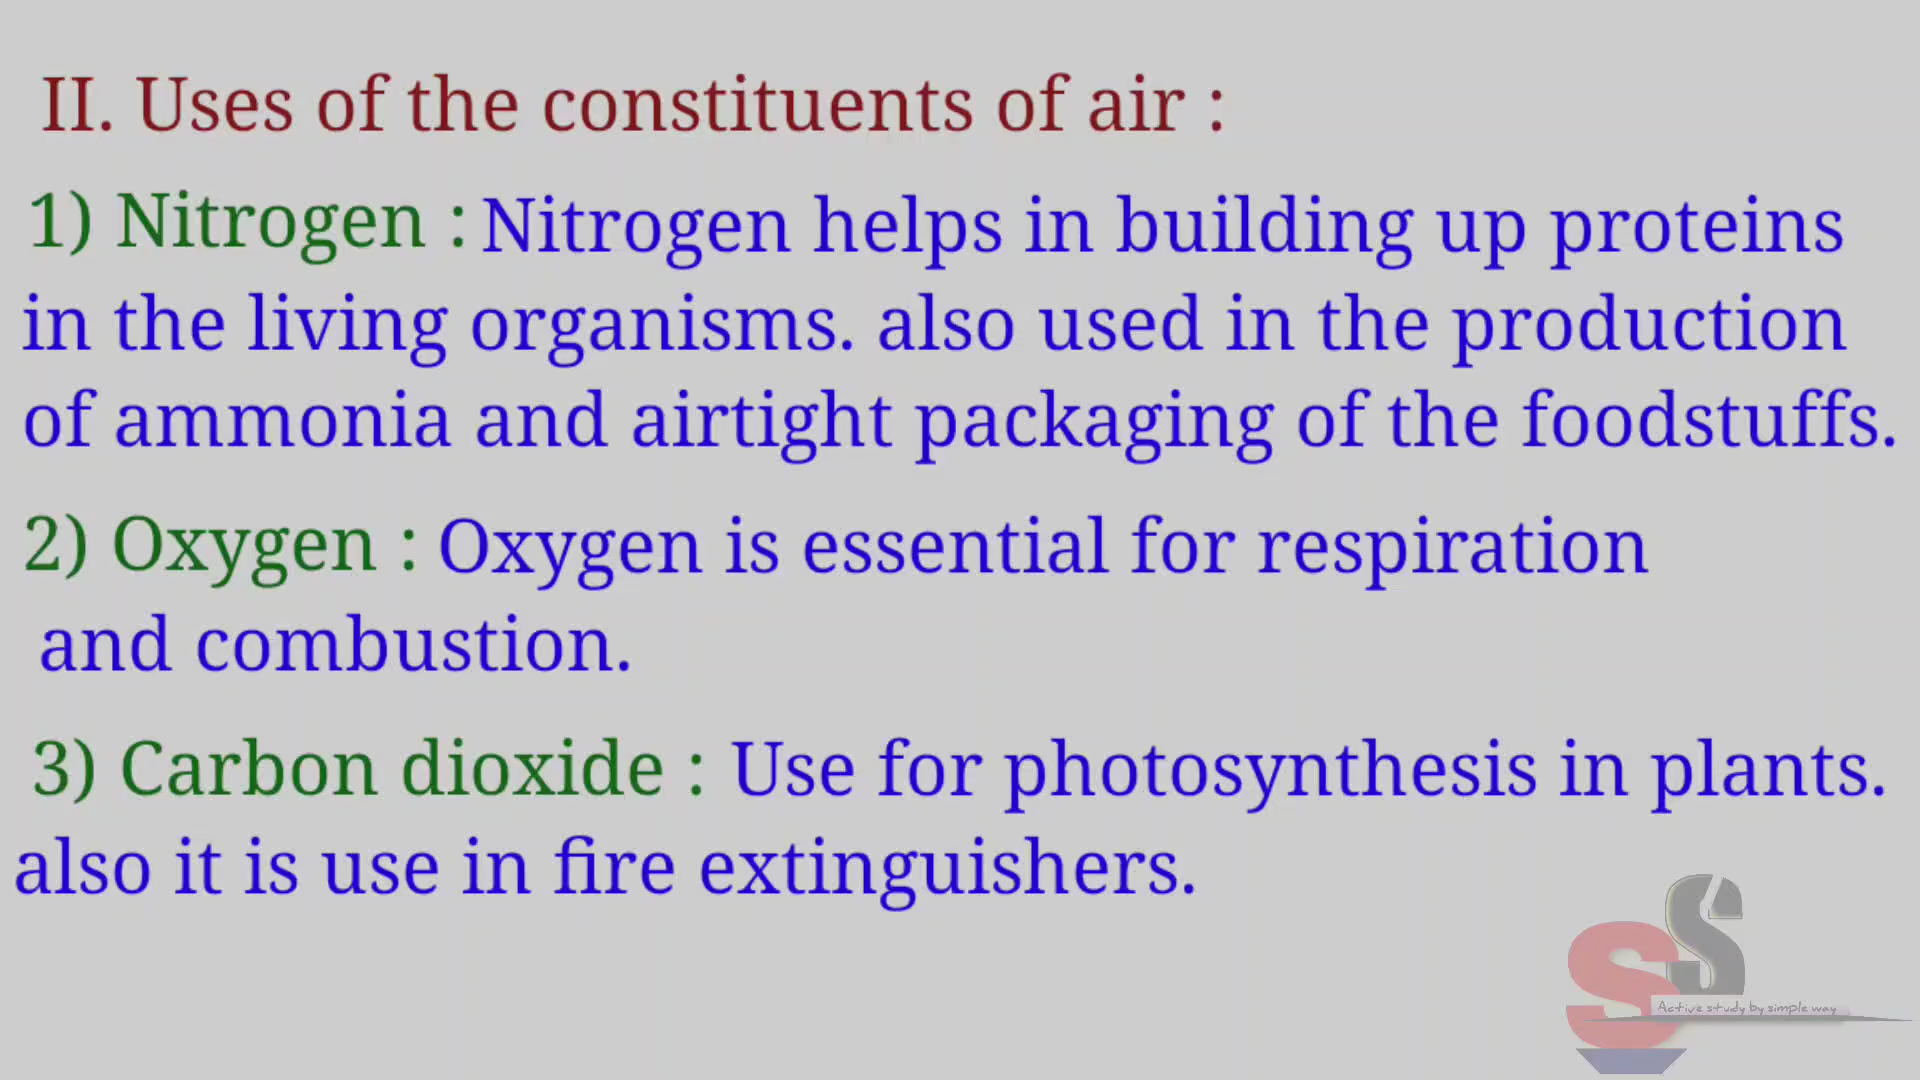 II. Uses of the constituents of air :
1) Nitrogen : Nitrogen helps in building up proteins
in the living organisms. also used in the production
of ammonia and airtight packaging of the foodstuffs.
2) Oxygen : Oxygen is essential for respiration
and combustion.
3) Carbon dioxide : Use for photosynthesis in plants.
also it is use in fire extinguishers.
SS
Active study by simple way